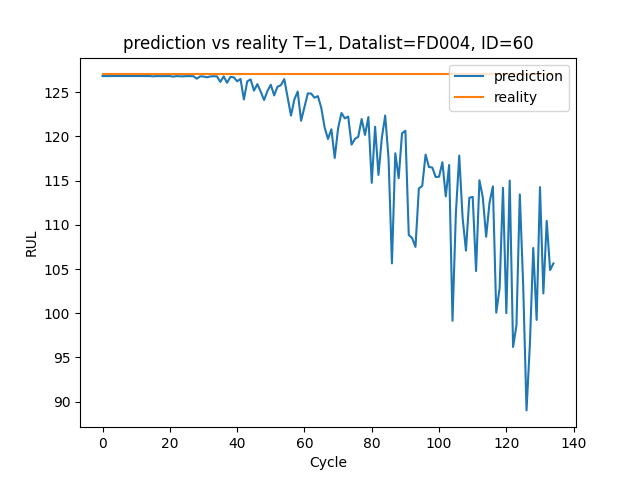 prediction vs reality T=1, Datalist=FD004, ID=60
prediction
reality
RUL
125
120
115
110
105
100
95
90
0 20 40 60 80 100 120 140
Cycle